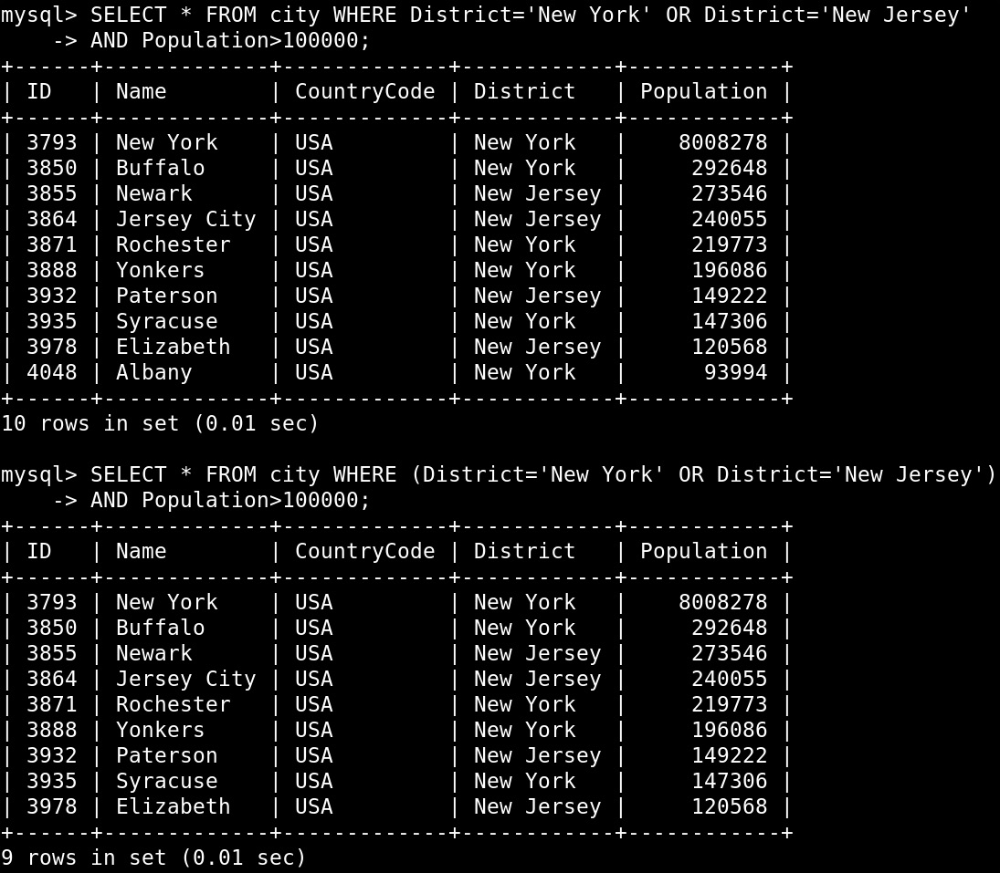 mysql> SELECT * FROM city WHERE District='New York' OR District='New Jersey'
    -> AND Population>100000;
+------+-------------+-------------+------------+------------+
| ID   | Name        | CountryCode | District   | Population |
+------+-------------+-------------+------------+------------+
| 3793 | New York    | USA         | New York   |    8008278 |
| 3850 | Buffalo     | USA         | New York   |     292648 |
| 3855 | Newark      | USA         | New Jersey |     273546 |
| 3864 | Jersey City | USA         | New Jersey |     240055 |
| 3871 | Rochester   | USA         | New York   |     219773 |
| 3888 | Yonkers     | USA         | New York   |     196086 |
| 3932 | Paterson    | USA         | New Jersey |     149222 |
| 3935 | Syracuse    | USA         | New York   |     147306 |
| 3978 | Elizabeth   | USA         | New Jersey |     120568 |
| 4048 | Albany      | USA         | New York   |      93994 |
+------+-------------+-------------+------------+------------+
10 rows in set (0.01 sec)

mysql> SELECT * FROM city WHERE (District='New York' OR District='New Jersey')
    -> AND Population>100000;
+------+-------------+-------------+------------+------------+
| ID   | Name        | CountryCode | District   | Population |
+------+-------------+-------------+------------+------------+
| 3793 | New York    | USA         | New York   |    8008278 |
| 3850 | Buffalo     | USA         | New York   |     292648 |
| 3855 | Newark      | USA         | New Jersey |     273546 |
| 3864 | Jersey City | USA         | New Jersey |     240055 |
| 3871 | Rochester   | USA         | New York   |     219773 |
| 3888 | Yonkers     | USA         | New York   |     196086 |
| 3932 | Paterson    | USA         | New Jersey |     149222 |
| 3935 | Syracuse    | USA         | New York   |     147306 |
| 3978 | Elizabeth   | USA         | New Jersey |     120568 |
+------+-------------+-------------+------------+------------+
9 rows in set (0.01 sec)